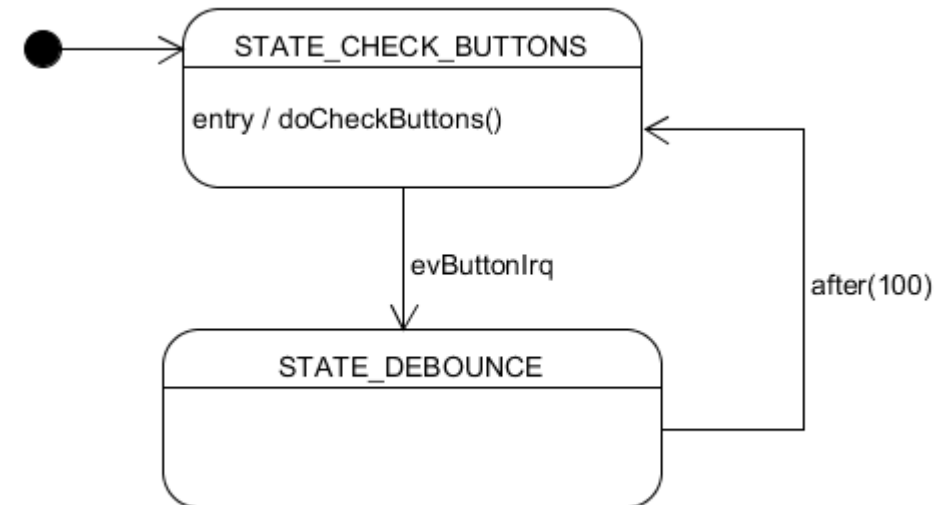 STATE_CHECK_BUTTONS
entry / doCheckButtons()
evButtonIrq
after(100)
STATE_DEBOUNCE